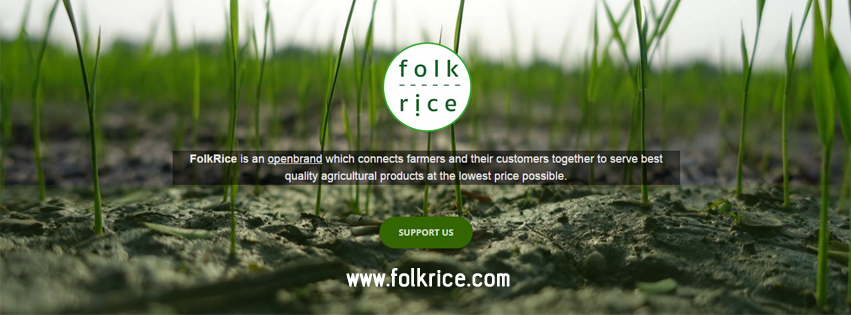 folk
rice
FolkRice is an openbrand which connects farmers and their customers together to serve best
quality agricultural products at the lowest price possible.
SUPPORT US
www.folkrice.com